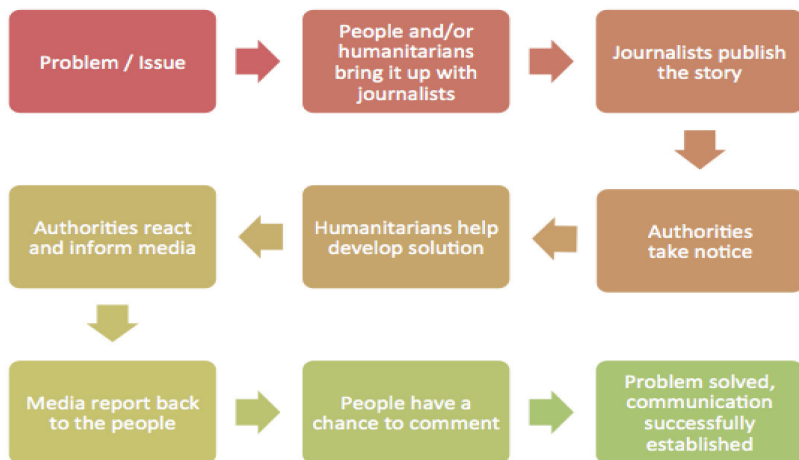 Problem / Issue
People and/or
humanitarians
bring it up with
journalists
Journalists publish
the story
Authorities
take notice
Humanitarians help
develop solution
Authorities react
and inform media
Media report back
to the people
People have a
chance to comment
Problem solved,
communication
successfully
established